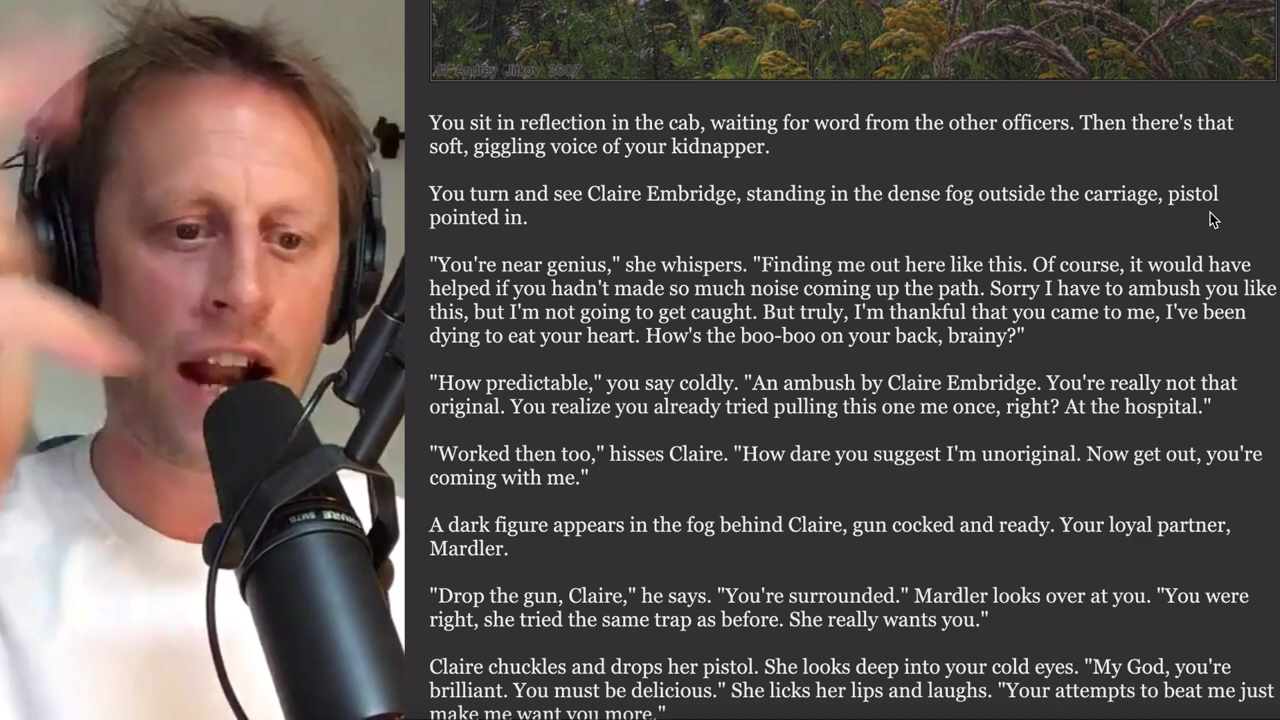 © Andrey Jitkov 2007
You sit in reflection in the cab, waiting for word from the other officers. Then there's that
soft, giggling voice of your kidnapper.
You turn and see Claire Embridge, standing in the dense fog outside the carriage, pistol
pointed in.
"You're near genius," she whispers. "Finding me out here like this. Of course, it would have
helped if you hadn't made so much noise coming up the path. Sorry I have to ambush you like
this, but I'm not going to get caught. But truly, I'm thankful that you came to me, I've been
dying to eat your heart. How's the boo-boo on your back, brainy?"
"How predictable," you say coldly. "An ambush by Claire Embridge. You're really not that
original. You realize you already tried pulling this one me once, right? At the hospital."
"Worked then too," hisses Claire. "How dare you suggest I'm unoriginal. Now get out, you're
coming with me."
A dark figure appears in the fog behind Claire, gun cocked and ready. Your loyal partner,
Mardler.
"Drop the gun, Claire," he says. "You're surrounded." Mardler looks over at you. "You were
right, she tried the same trap as before. She really wants you."
Claire chuckles and drops her pistol. She looks deep into your cold eyes. "My God, you're
brilliant. You must be delicious." She licks her lips and laughs. "Your attempts to beat me just
make me want you more."
SHURE SM7B